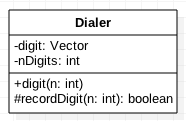 Dialer
-digit: Vector
-nDigits: int
+digit(n: int)
#recordDigit(n: int): boolean